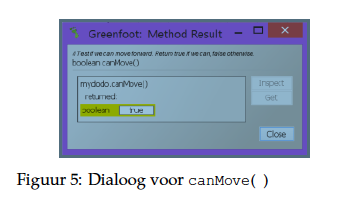 Greenfoot: Method Result
// Test if we can move forward. Return true if we can, false otherwise.
boolean canMove()
mydodo.canMove()
returned:
boolean true
Inspect
Get
Close
Figuur 5: Dialoog voor canMove( )